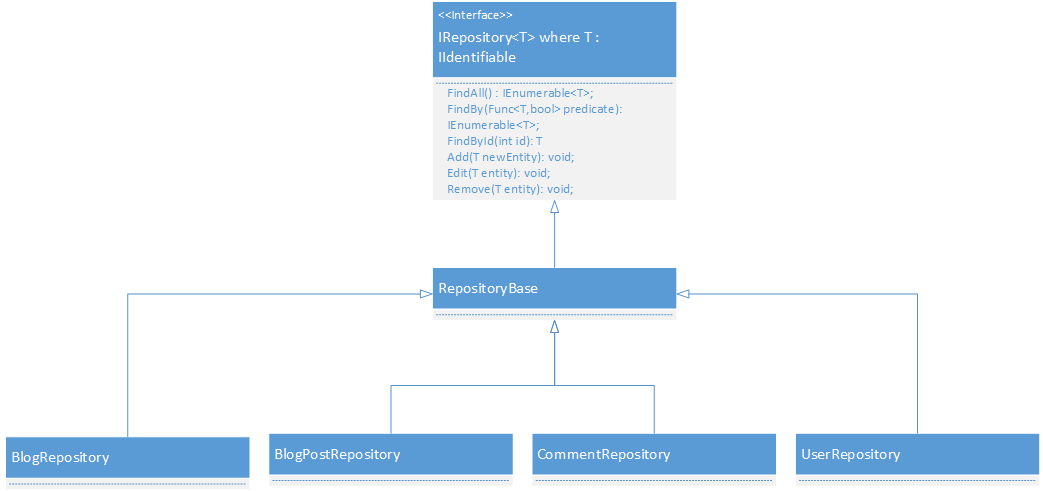 <<Interface>>
IRepository<T> where T :
IIdentifiable
FindAll() : IEnumerable<T>;
FindBy(Func<T,bool> predicate):
IEnumerable<T>;
FindById(int id): T
Add(T newEntity): void;
Edit(T entity): void;
Remove(T entity): void;
RepositoryBase
BlogRepository
BlogPostRepository
CommentRepository
UserRepository